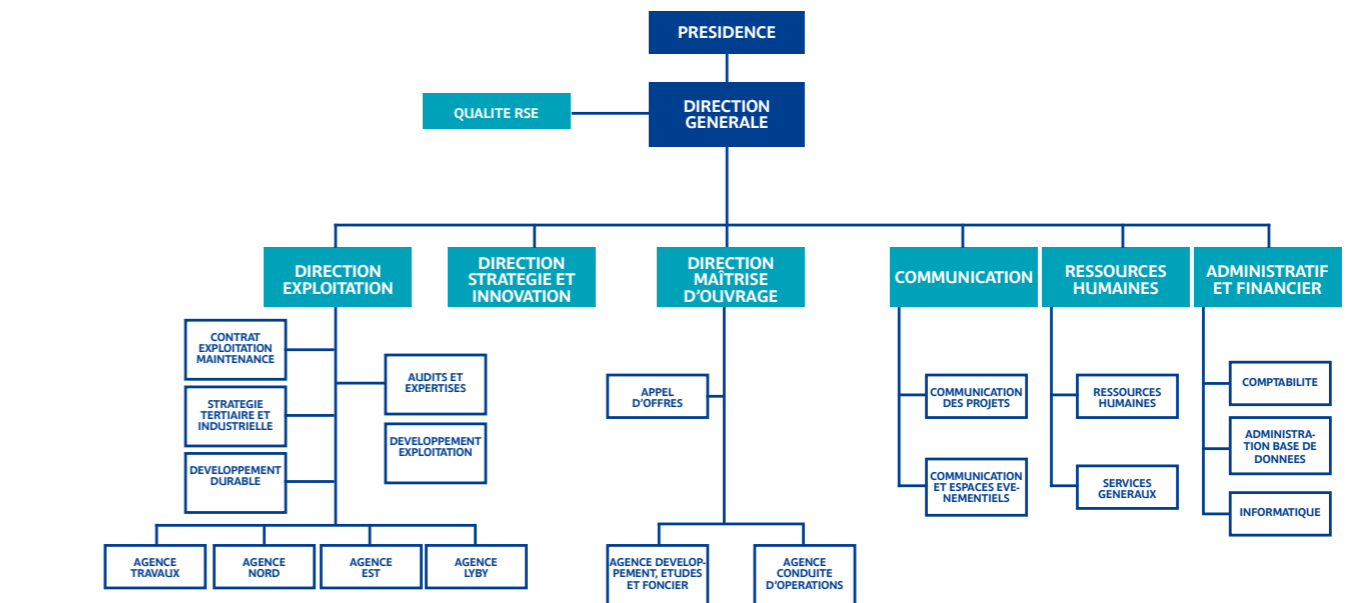 PRESIDENCE
DIRECTION
GENERALE
QUALITE RSE
DIRECTION
EXPLOITATION
DIRECTION
STRATEGIE ET
INNOVATION
DIRECTION
MAÎTRISE
D'OUVRAGE
COMMUNICATION
RESSOURCES
HUMAINES
ADMINISTRATIF
ET FINANCIER
CONTRAT
EXPLOITATION
MAINTENANCE
STRATEGIE
TERTIAIRE ET
INDUSTRIELLE
DEVELOPPEMENT
DURABLE
AUDITS ET
EXPERTISES
DEVELOPPEMENT
EXPLOITATION
AGENCE
TRAVAUX
AGENCE
NORD
AGENCE
EST
AGENCE
LYBY
APPEL
D'OFFRES
AGENCE DEVELOP-
PEMENT, ETUDES
ET FONCIER
AGENCE
CONDUITE
D'OPERATIONS
COMMUNICATION
DES PROJETS
COMMUNICATION
ET ESPACES EVE-
NEMENTIELS
RESSOURCES
HUMAINES
SERVICES
GENERAUX
COMPTABILITE
ADMINISTRA-
TION BASE DE
DONNEES
INFORMATIQUE